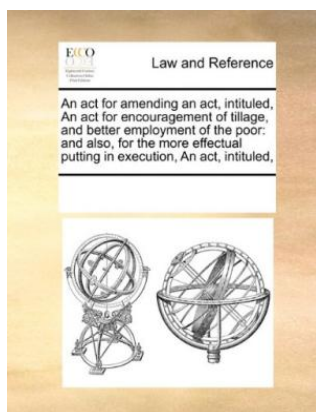 ECCO
Law and Reference
An act for amending an act, intituled,
An act for encouragement of tillage,
and better employment of the poor:
and also, for the more effectual
putting in execution, An act, intituled,